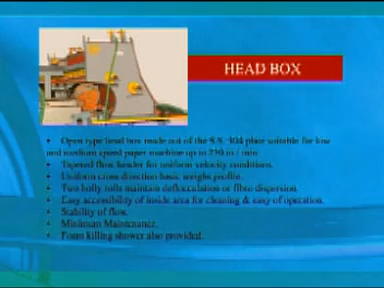 HEAD BOX
• Open type head box made out of the S.S. 304 plate suitable for low
and medium speed paper machine up to 250 m / min
• Tapered flow header for uniform velocity conditions.
• Uniform cross direction basic weight profile.
• Two holly rolls maintain deflocculation of fibre dispersion.
• Easy accessibility of inside area for cleaning & easy of operation.
• Stability of flow.
• Minimum Maintenance.
• Foam killing shower also provided.